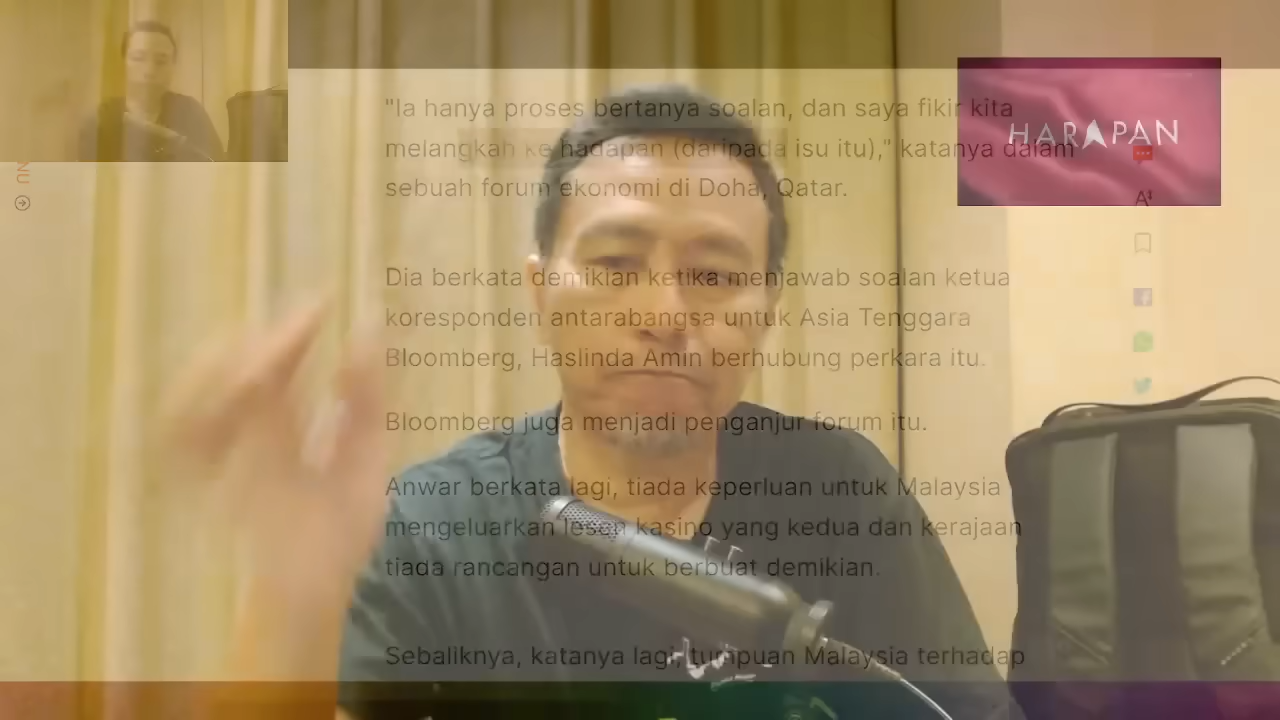 "Ia hanya proses bertanya soalan, dan saya fikir kita
melangkah ke hadapan (daripada isu itu)," katanya dalam
sebuah forum ekonomi di Doha, Qatar.
Dia berkata demikian ketika menjawab soalan ketua
koresponden antarabangsa untuk Asia Tenggara
Bloomberg, Haslinda Amin berhubung perkara itu.
Bloomberg juga menjadi penganjur forum itu.
Anwar berkata lagi, tiada keperluan untuk Malaysia
mengeluarkan lesen kasino yang kedua dan kerajaan
tiada rancangan untuk berbuat demikian.
Sebaliknya, katanya lagi, tumpuan Malaysia terhadap
HARAPAN
NU